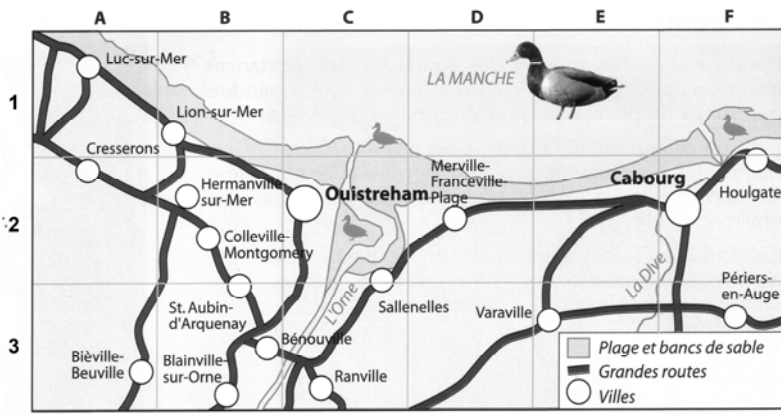 A B C D E F
1
Luc-sur-Mer
LA MANCHE
Lion-sur-Mer
Cresserons
2
Hermanville
sur-Mer
Ouistreham
Merville-
Franceville-
Plage
Cabourg
Houlgate
Colleville-
Montgomery
3
St. Aubin-
d'Arquenay
L'Orne
Sallenelles
La Dive
Périers-
en-Auge
Varaville
Bénouville
Bièville-
Beuville
Blainville-
sur-Orne
Ranville
Plage et bancs de sable
Grandes routes
Villes